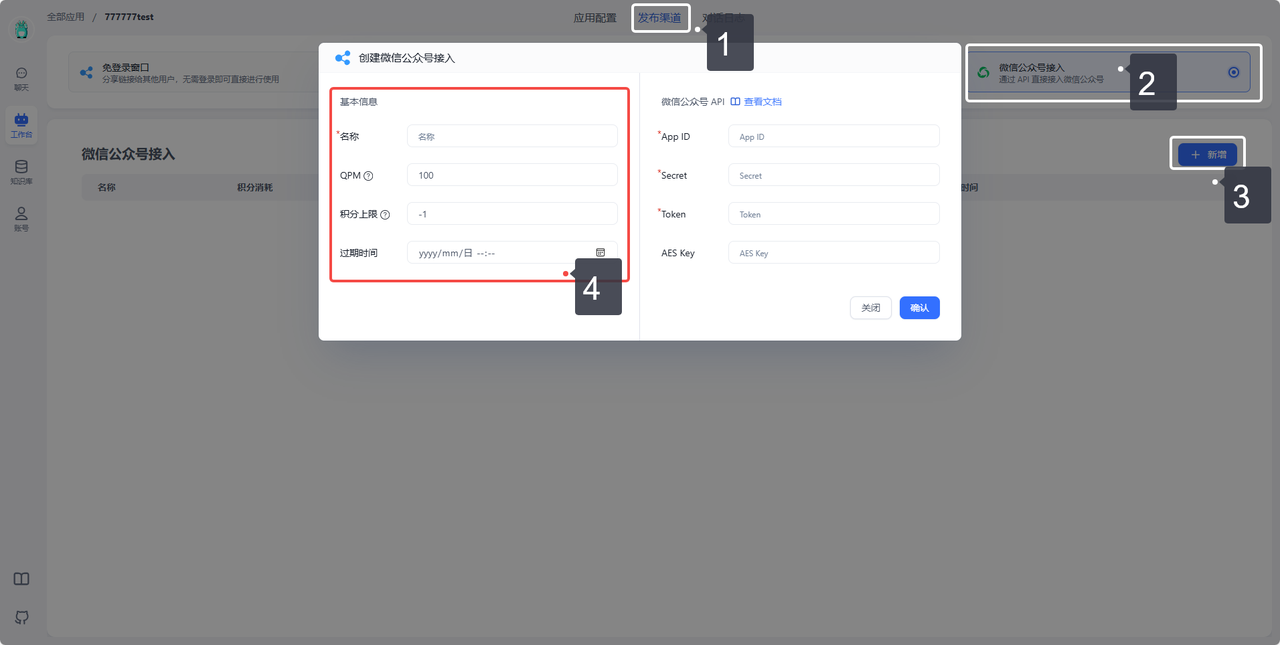 全部应用 / 777777test
应用配置 发布渠道 对话日志
1
聊天
工作台
知识库
账号
免登录窗口
分享链接给其他用户，无需登录即可直接进行使用
微信公众号接入
通过 API 直接接入微信公众号
2
微信公众号接入
+ 新增
3
名称 积分消耗 时间
创建微信公众号接入
基本信息
*名称 名称
QPM 100
积分上限 -1
过期时间 yyyy/mm/日 --:--
4
微信公众号 API 查看文档
*App ID App ID
*Secret Secret
*Token Token
AES Key AES Key
关闭 确认